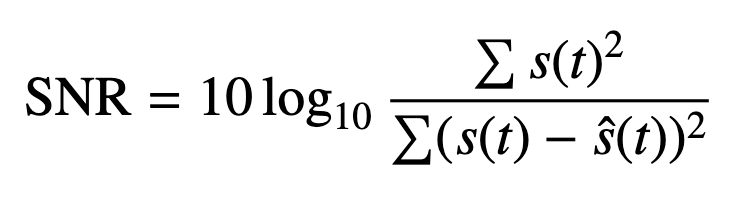 SNR = 10 log₁₀ ∑ s(t)² / ∑(s(t) − ŝ(t))²